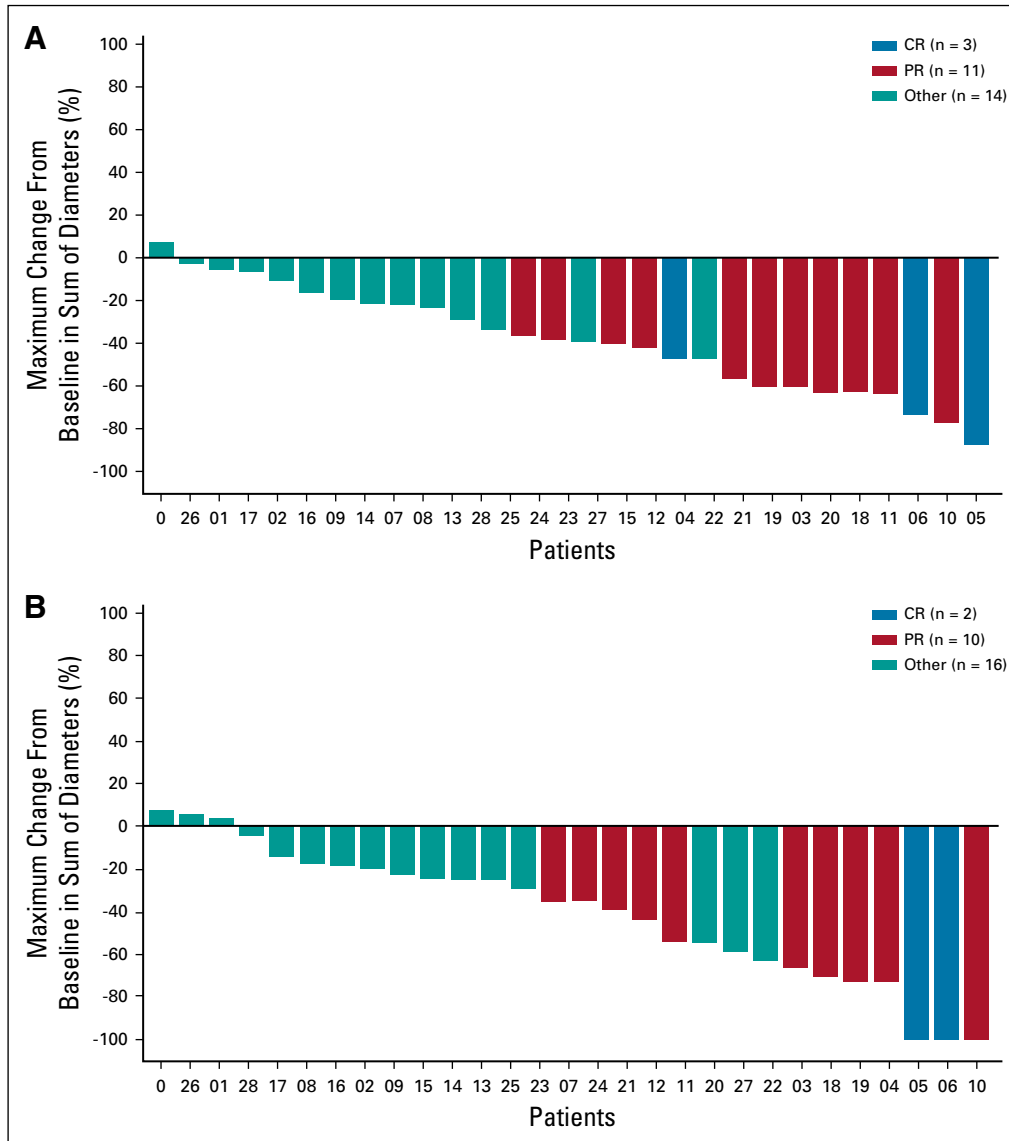 A
CR (n = 3)
PR (n = 11)
Other (n = 14)
Maximum Change From
Baseline in Sum of Diameters (%)
100
80
60
40
20
0
-20
-40
-60
-80
-100
0 26 01 17 02 16 09 14 07 08 13 28 25 24 23 27 15 12 04 22 21 19 03 20 18 11 06 10 05
Patients
B
CR (n = 2)
PR (n = 10)
Other (n = 16)
Maximum Change From
Baseline in Sum of Diameters (%)
100
80
60
40
20
0
-20
-40
-60
-80
-100
0 26 01 28 17 08 16 02 09 15 14 13 25 23 07 24 21 12 11 20 27 22 03 18 19 04 05 06 10
Patients